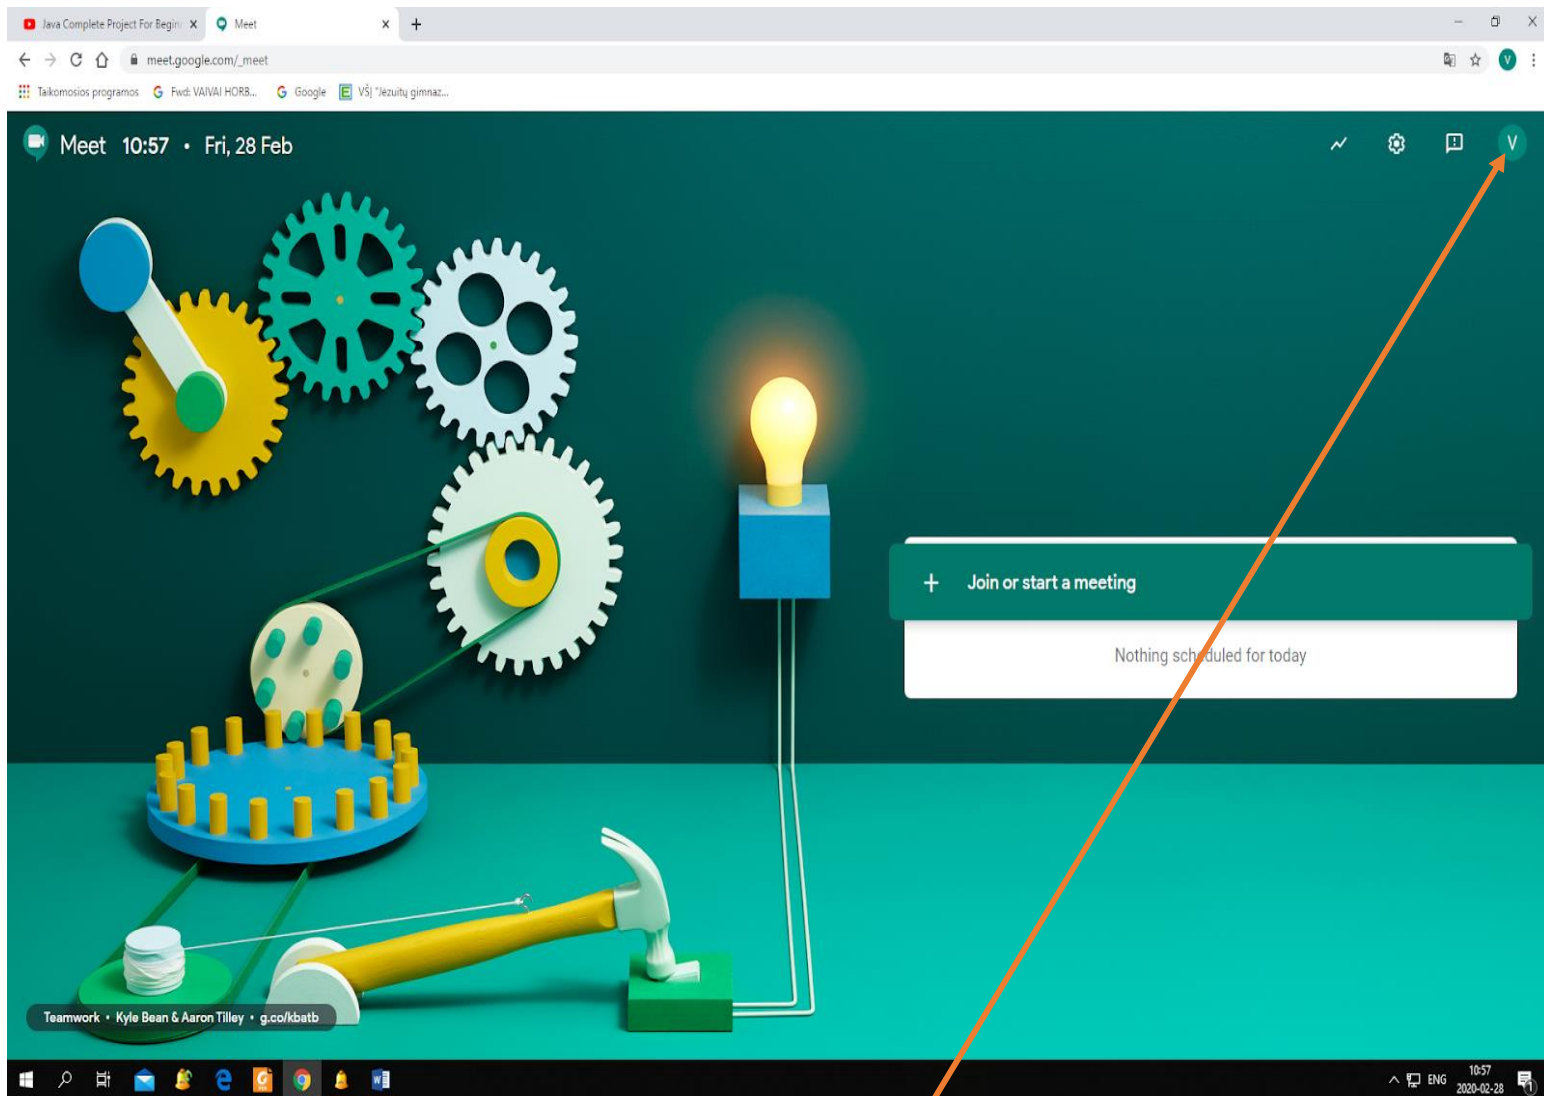 Java Complete Project For Begin
Meet
meet.google.com/_meet
V
Taikomosios programos
Fwd: VAIVAI HORB...
Google
VŠĮ "Jėzuitų gimnaz...
Meet 10:57 • Fri, 28 Feb
V
Join or start a meeting
Nothing scheduled for today
Teamwork • Kyle Bean & Aaron Tilley • g.co/kbatb
ENG
10:57
2020-02-28
1